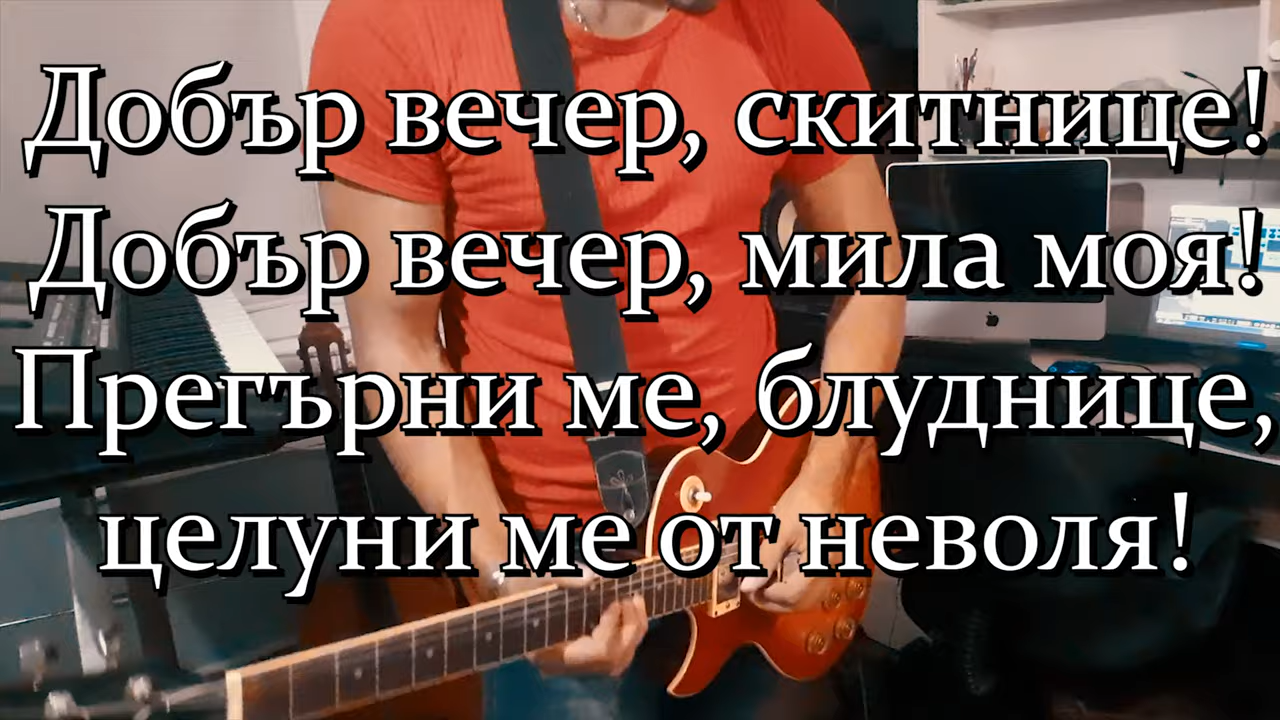 Добър вечер, скитнице!
Добър вечер, мила моя!
Прегърни ме, блуднице,
целуни ме от неволя!